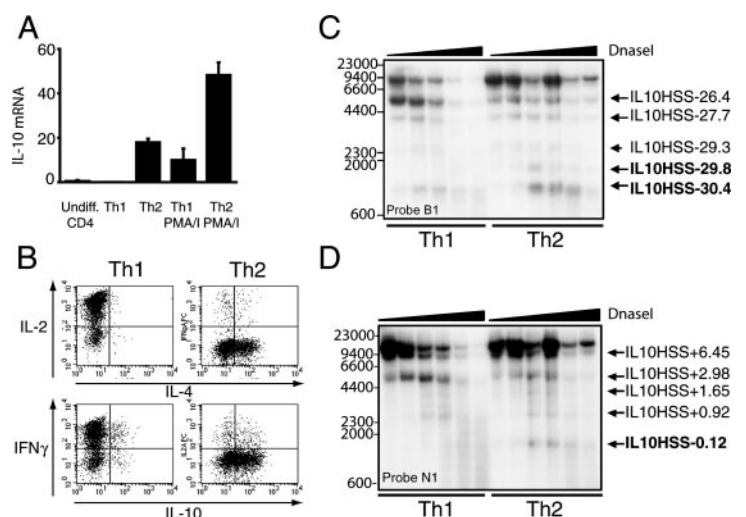 A
60
40
20
0
IL-10 mRNA
Undiff. Th1 Th2 Th1 Th2
CD4 PMA/I PMA/I
B
Th1 Th2
IL-2
IL-4
IFNγ
IL-10
C
DnaseI
23000
9400
6600
4400
2300
2000
600
IL10HSS-26.4
IL10HSS-27.7
IL10HSS-29.3
IL10HSS-29.8
IL10HSS-30.4
Probe B1
Th1 Th2
D
DnaseI
23000
9400
6600
4400
2300
2000
600
IL10HSS+6.45
IL10HSS+2.98
IL10HSS+1.65
IL10HSS+0.92
IL10HSS-0.12
Probe N1
Th1 Th2